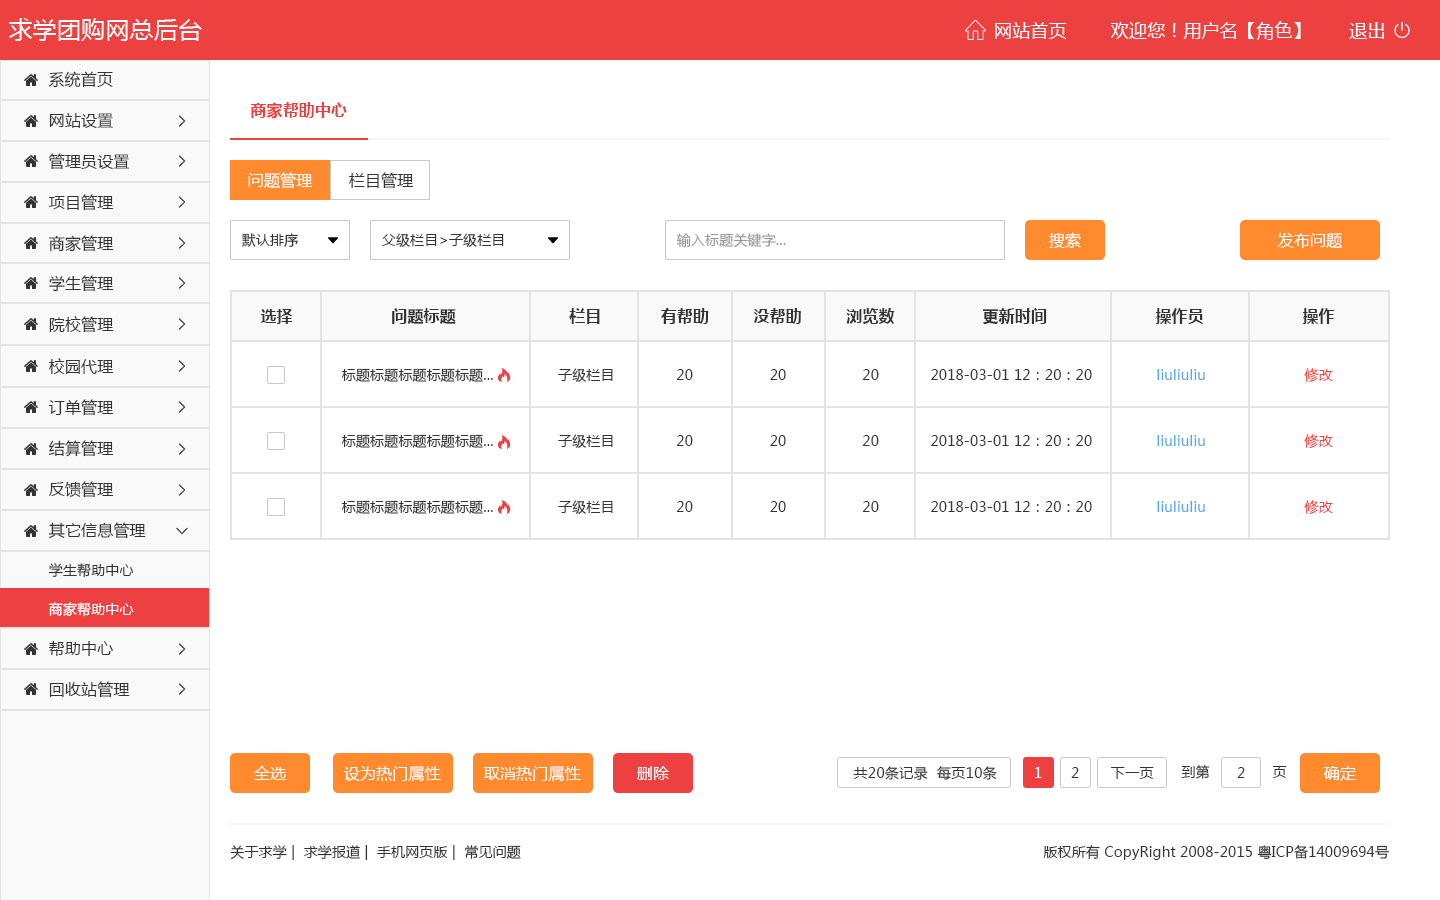 求学团购网总后台
网站首页
欢迎您！用户名【角色】
退出
系统首页
网站设置
管理员设置
项目管理
商家管理
学生管理
院校管理
校园代理
订单管理
结算管理
反馈管理
其它信息管理
学生帮助中心
商家帮助中心
帮助中心
回收站管理
商家帮助中心
问题管理 栏目管理
默认排序 父级栏目>子级栏目 输入标题关键字... 搜索 发布问题
选择 问题标题 栏目 有帮助 没帮助 浏览数 更新时间 操作员 操作
标题标题标题标题标题... 子级栏目 20 20 20 2018-03-01 12：20：20 liuliuliu 修改
标题标题标题标题标题... 子级栏目 20 20 20 2018-03-01 12：20：20 liuliuliu 修改
标题标题标题标题标题... 子级栏目 20 20 20 2018-03-01 12：20：20 liuliuliu 修改
全选 设为热门属性 取消热门属性 删除 共20条记录 每页10条 1 2 下一页 到第 2 页 确定
关于求学 | 求学报道 | 手机网页版 | 常见问题
版权所有 CopyRight 2008-2015 粤ICP备14009694号